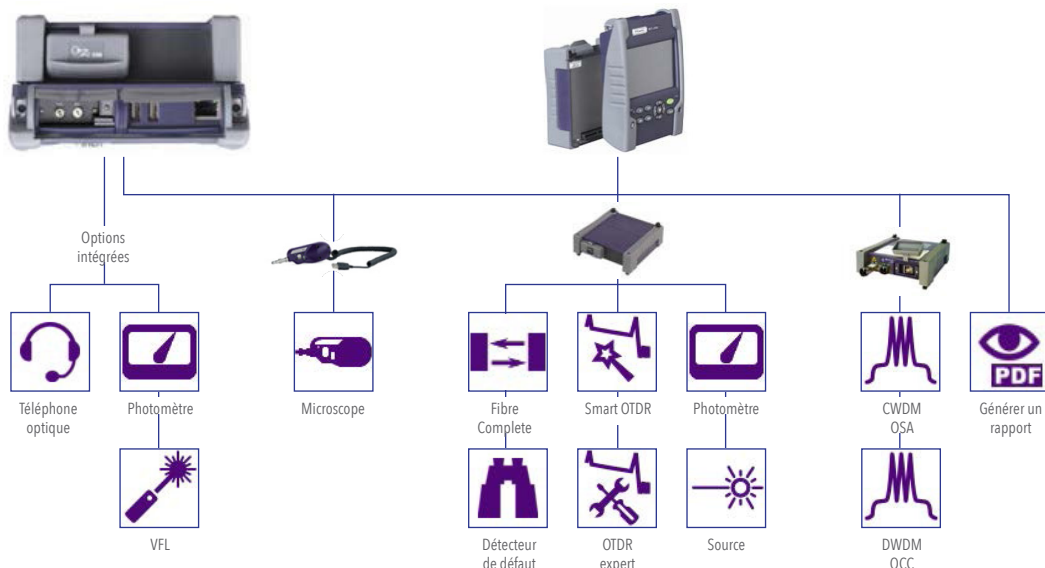 Options
intégrées
PDF
Téléphone
optique
Photomètre
Microscope
Fibre
Complete
Smart OTDR
Photomètre
CWDM
OSA
Générer un
rapport
VFL
Détecteur
de défaut
OTDR
expert
Source
DWDM
OCC